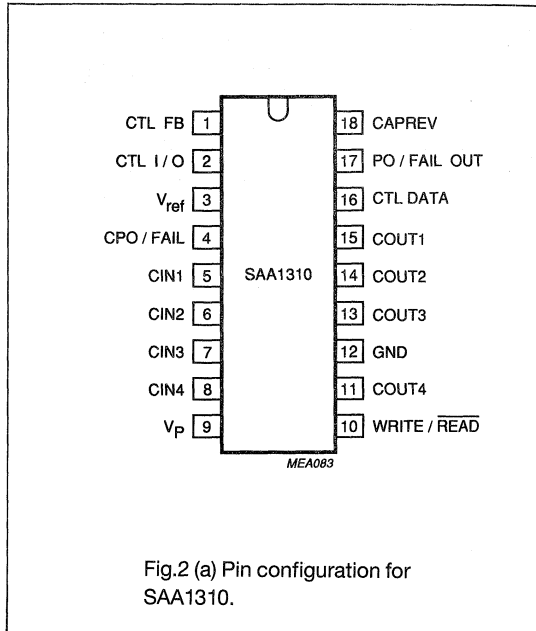 CTL FB 1 18 CAPREV
CTL I / O 2 17 PO / FAIL OUT
Vref 3 16 CTL DATA
CPO / FAIL 4 15 COUT1
CIN1 5 SAA1310 14 COUT2
CIN2 6 13 COUT3
CIN3 7 12 GND
CIN4 8 11 COUT4
VP 9 10 WRITE / READ
MEA083
Fig.2 (a) Pin configuration for
SAA1310.